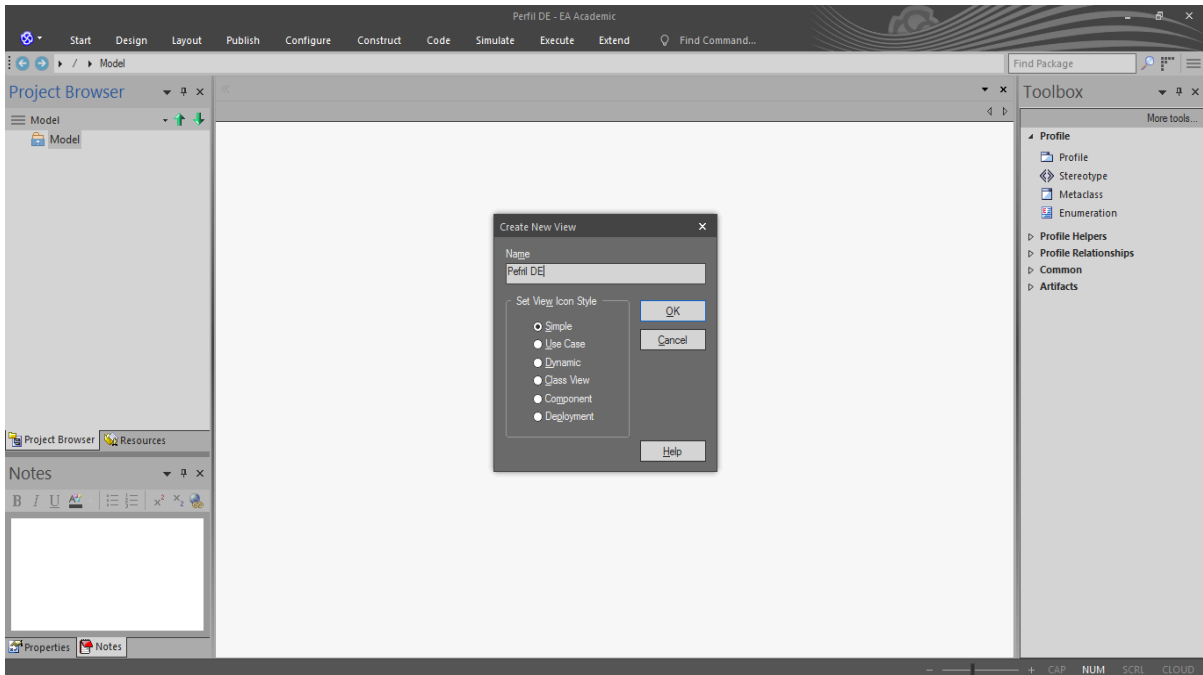 Perfil DE - EA Academic
Start Design Layout Publish Configure Construct Code Simulate Execute Extend Find Command...
/ Model
Find Package
Project Browser
Model
Model
Project Browser Resources
Notes
B I U A x² x₂
Properties Notes
Create New View
Name
Pefril DE
Set View Icon Style
Simple
Use Case
Dynamic
Class View
Component
Deployment
OK
Cancel
Help
Toolbox
More tools...
Profile
Profile
Stereotype
Metaclass
Enumeration
Profile Helpers
Profile Relationships
Common
Artifacts
CAP NUM SCRL CLOUD